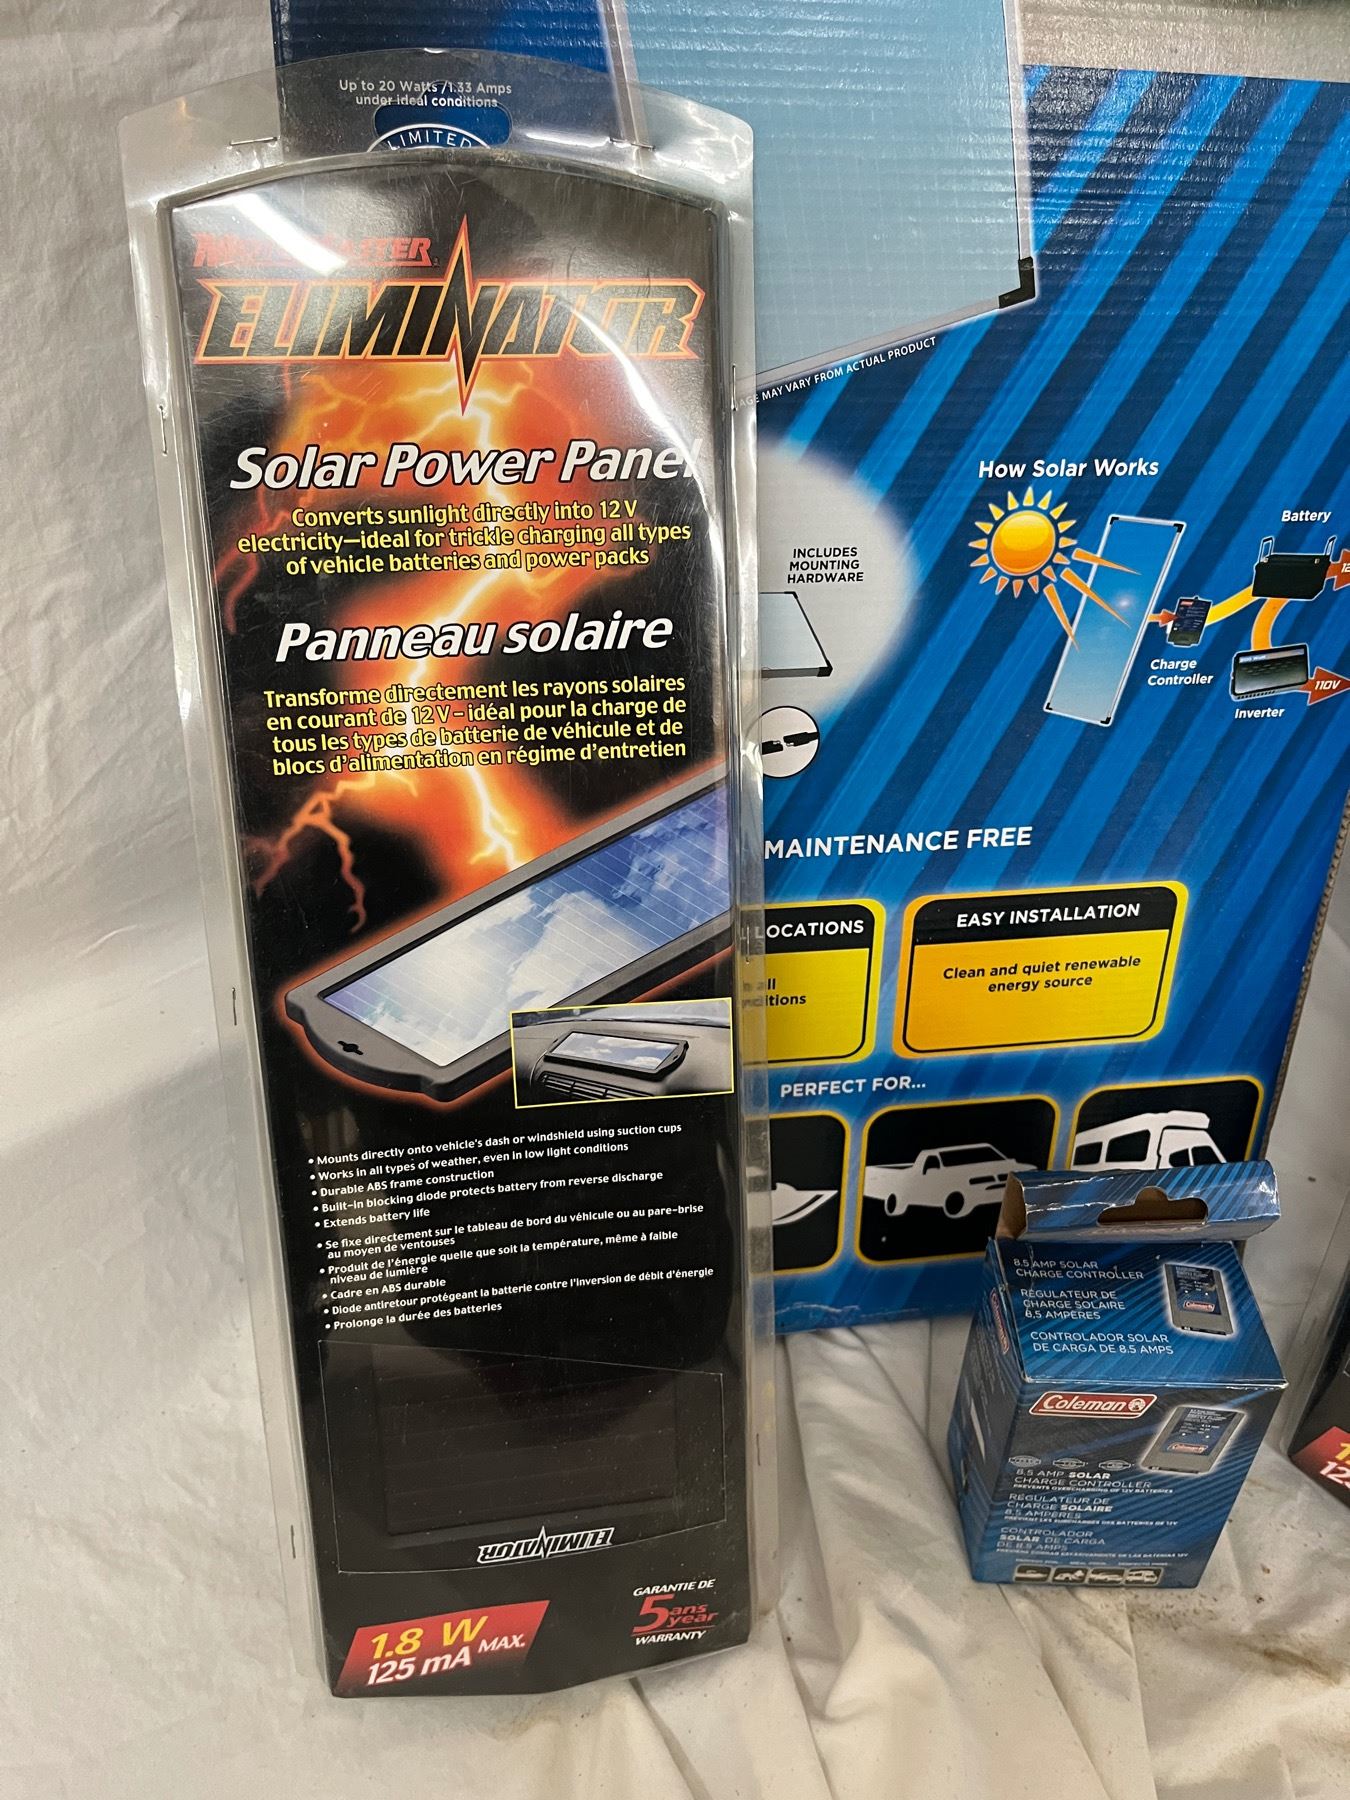 Up to 20 Watts /1.33 Amps
under ideal conditions
LIMITED
ELIMINATOR
Solar Power Panel
Converts sunlight directly into 12 V
electricity—ideal for trickle charging all types
of vehicle batteries and power packs
Panneau solaire
Transforme directement les rayons solaires
en courant de 12 V – idéal pour la charge de
tous les types de batterie de véhicule et de
blocs d'alimentation en régime d'entretien
• Mounts directly onto vehicle's dash or windshield using suction cups
• Works in all types of weather, even in low light conditions
• Durable ABS frame construction
• Built-in blocking diode protects battery from reverse discharge
• Extends battery life
• Se fixe directement sur le tableau de bord du véhicule ou au pare-brise
au moyen de ventouses
• Produit de l'énergie quelle que soit la température, même à faible
niveau de lumière
• Cadre en ABS durable
• Diode antiretour protégeant la batterie contre l'inversion de débit d'énergie
• Prolonge la durée des batteries
ELIMINATOR
1.8 W
125 mA MAX.
GARANTIE DE
5 ans
year
WARRANTY
MAY VARY FROM ACTUAL PRODUCT
How Solar Works
Battery
Charge
Controller
Inverter
110V
INCLUDES
MOUNTING
HARDWARE
MAINTENANCE FREE
LOCATIONS
all
EASY INSTALLATION
Clean and quiet renewable
energy source
PERFECT FOR...
8.5 AMP SOLAR
CHARGE CONTROLLER
RÉGULATEUR DE
CHARGE SOLAIRE
8,5 AMPÈRES
CONTROLADOR SOLAR
DE CARGA DE 8.5 AMPS
Coleman
8.5 AMP SOLAR
CHARGE CONTROLLER
PREVENTS OVERCHARGING OF 12V BATTERIES
RÉGULATEUR DE
CHARGE SOLAIRE
8,5 AMPÈRES
CONTROLADOR
SOLAR DE CARGA
DE 8.5 AMPS